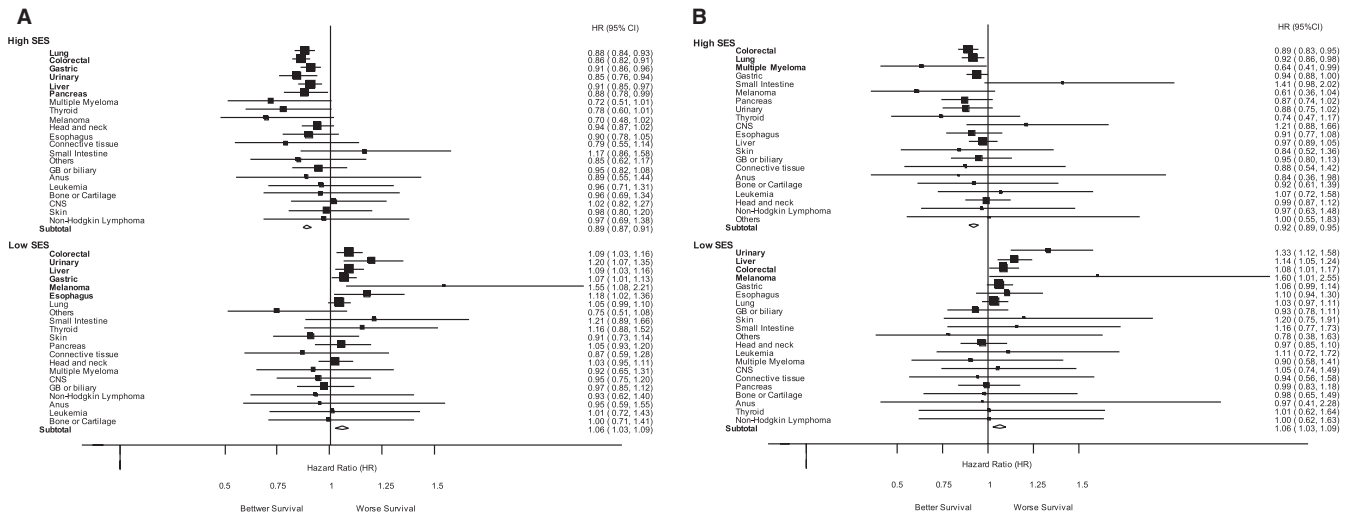 A
HR (95% CI)
High SES
Lung 0.88 (0.84, 0.93)
Colorectal 0.86 (0.82, 0.91)
Gastric 0.91 (0.86, 0.96)
Urinary 0.85 (0.76, 0.94)
Liver 0.91 (0.85, 0.97)
Pancreas 0.88 (0.78, 0.99)
Multiple Myeloma 0.72 (0.51, 1.01)
Thyroid 0.78 (0.60, 1.01)
Melanoma 0.70 (0.48, 1.02)
Head and neck 0.94 (0.87, 1.02)
Esophagus 0.90 (0.78, 1.05)
Connective tissue 0.79 (0.55, 1.14)
Small Intestine 1.17 (0.86, 1.58)
Others 0.85 (0.62, 1.17)
GB or biliary 0.95 (0.82, 1.08)
Anus 0.89 (0.55, 1.44)
Leukemia 0.96 (0.71, 1.31)
Bone or Cartilage 0.96 (0.69, 1.34)
CNS 1.02 (0.82, 1.27)
Skin 0.98 (0.80, 1.20)
Non-Hodgkin Lymphoma 0.97 (0.69, 1.38)
Subtotal 0.89 (0.87, 0.91)
Low SES
Colorectal 1.09 (1.03, 1.16)
Urinary 1.20 (1.07, 1.35)
Liver 1.09 (1.03, 1.16)
Gastric 1.07 (1.01, 1.13)
Melanoma 1.55 (1.08, 2.21)
Esophagus 1.18 (1.02, 1.36)
Lung 1.05 (0.99, 1.10)
Others 0.75 (0.51, 1.08)
Small Intestine 1.21 (0.89, 1.66)
Thyroid 1.16 (0.88, 1.52)
Skin 0.91 (0.73, 1.14)
Pancreas 1.05 (0.93, 1.20)
Connective tissue 0.87 (0.59, 1.28)
Head and neck 1.03 (0.95, 1.11)
Multiple Myeloma 0.92 (0.65, 1.31)
CNS 0.95 (0.75, 1.20)
GB or biliary 0.97 (0.85, 1.12)
Non-Hodgkin Lymphoma 0.93 (0.62, 1.40)
Anus 0.95 (0.59, 1.55)
Leukemia 1.01 (0.72, 1.43)
Bone or Cartilage 1.00 (0.71, 1.41)
Subtotal 1.06 (1.03, 1.09)
Hazard Ratio (HR)
0.5 0.75 1 1.25 1.5
Bettwer Survival Worse Survival
B
HR (95%CI)
High SES
Colorectal 0.89 (0.83, 0.95)
Lung 0.92 (0.86, 0.98)
Multiple Myeloma 0.64 (0.41, 0.99)
Gastric 0.94 (0.88, 1.00)
Small Intestine 1.41 (0.98, 2.02)
Melanoma 0.61 (0.36, 1.04)
Pancreas 0.87 (0.74, 1.02)
Urinary 0.88 (0.75, 1.02)
Thyroid 0.74 (0.47, 1.17)
CNS 1.21 (0.88, 1.66)
Esophagus 0.91 (0.77, 1.08)
Liver 0.97 (0.89, 1.05)
Skin 0.84 (0.52, 1.36)
GB or biliary 0.95 (0.80, 1.13)
Connective tissue 0.88 (0.54, 1.42)
Anus 0.84 (0.36, 1.98)
Bone or Cartilage 0.92 (0.61, 1.39)
Leukemia 1.07 (0.72, 1.58)
Head and neck 0.99 (0.87, 1.12)
Non-Hodgkin Lymphoma 0.97 (0.63, 1.48)
Others 1.00 (0.55, 1.83)
Subtotal 0.92 (0.89, 0.95)
Low SES
Urinary 1.33 (1.12, 1.58)
Liver 1.14 (1.05, 1.24)
Colorectal 1.08 (1.01, 1.17)
Melanoma 1.60 (1.01, 2.55)
Gastric 1.06 (0.99, 1.14)
Esophagus 1.10 (0.94, 1.30)
Lung 1.03 (0.97, 1.11)
GB or biliary 0.93 (0.78, 1.11)
Skin 1.20 (0.75, 1.91)
Small Intestine 1.16 (0.77, 1.73)
Others 0.78 (0.38, 1.63)
Head and neck 0.97 (0.85, 1.10)
Leukemia 1.11 (0.72, 1.72)
Multiple Myeloma 0.90 (0.58, 1.41)
CNS 1.05 (0.74, 1.49)
Connective tissue 0.94 (0.56, 1.58)
Pancreas 0.99 (0.83, 1.18)
Bone or Cartilage 0.98 (0.65, 1.49)
Anus 0.97 (0.41, 2.28)
Thyroid 1.01 (0.62, 1.64)
Non-Hodgkin Lymphoma 1.00 (0.62, 1.63)
Subtotal 1.06 (1.03, 1.09)
Hazard Ratio (HR)
0.5 0.75 1 1.25 1.5
Better Survival Worse Survival